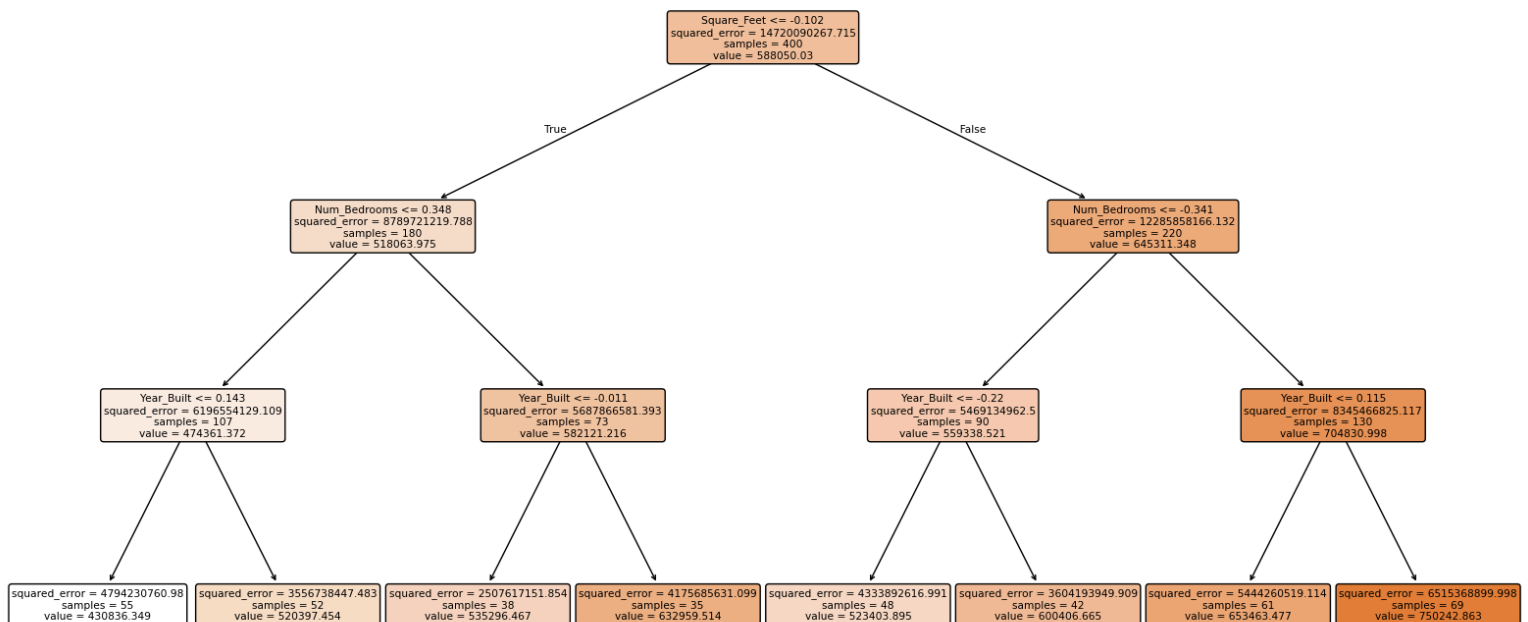 Square_Feet <= -0.102
squared_error = 14720090267.715
samples = 400
value = 588050.03
True
False
Num_Bedrooms <= 0.348
squared_error = 8789721219.788
samples = 180
value = 518063.975
Num_Bedrooms <= -0.341
squared_error = 12285858166.132
samples = 220
value = 645311.348
Year_Built <= 0.143
squared_error = 6196554129.109
samples = 107
value = 474361.372
Year_Built <= -0.011
squared_error = 5687866581.393
samples = 73
value = 582121.216
Year_Built <= -0.22
squared_error = 5469134962.5
samples = 90
value = 559338.521
Year_Built <= 0.115
squared_error = 8345466825.117
samples = 130
value = 704830.998
squared_error = 4794230760.98
samples = 55
value = 430836.349
squared_error = 3556738447.483
samples = 52
value = 520397.454
squared_error = 2507617151.854
samples = 38
value = 535296.467
squared_error = 4175685631.099
samples = 35
value = 632959.514
squared_error = 4333892616.991
samples = 48
value = 523403.895
squared_error = 3604193949.909
samples = 42
value = 600406.665
squared_error = 5444260519.114
samples = 61
value = 653463.477
squared_error = 6515368899.998
samples = 69
value = 750242.863